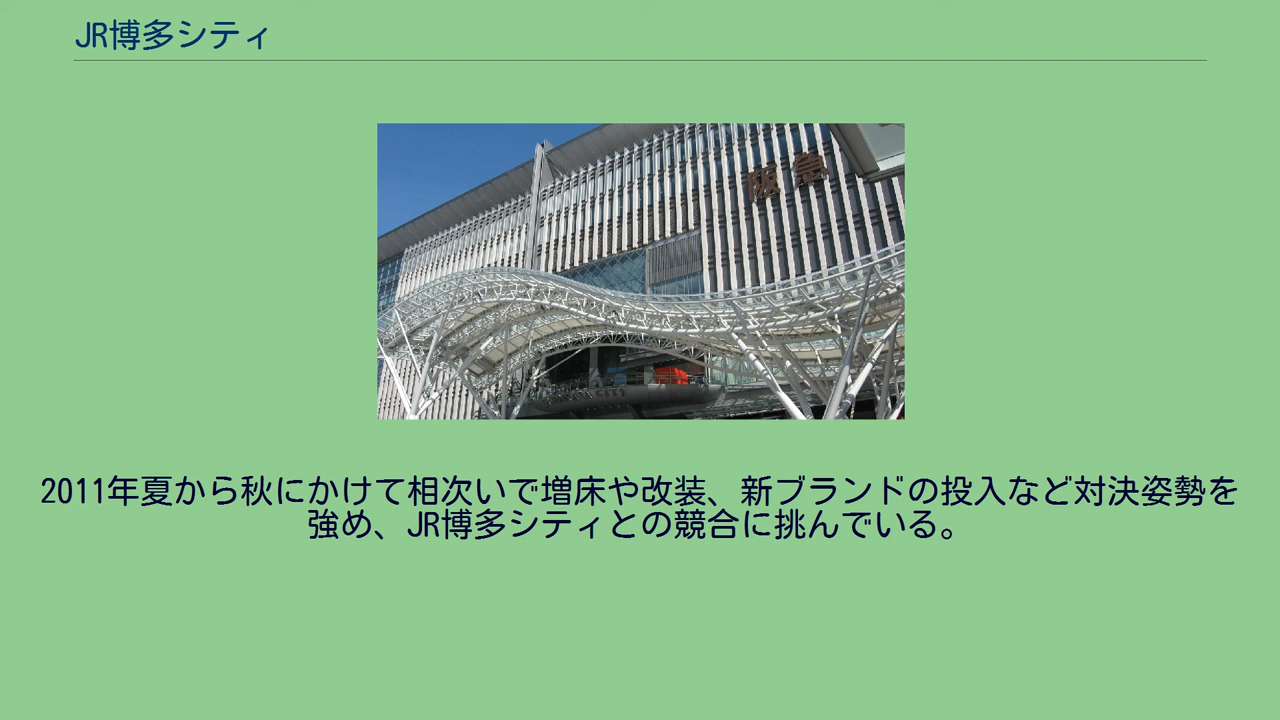 JR博多シティ
阪急
2011年夏から秋にかけて相次いで増床や改装、新ブランドの投入など対決姿勢を
強め、JR博多シティとの競合に挑んでいる。